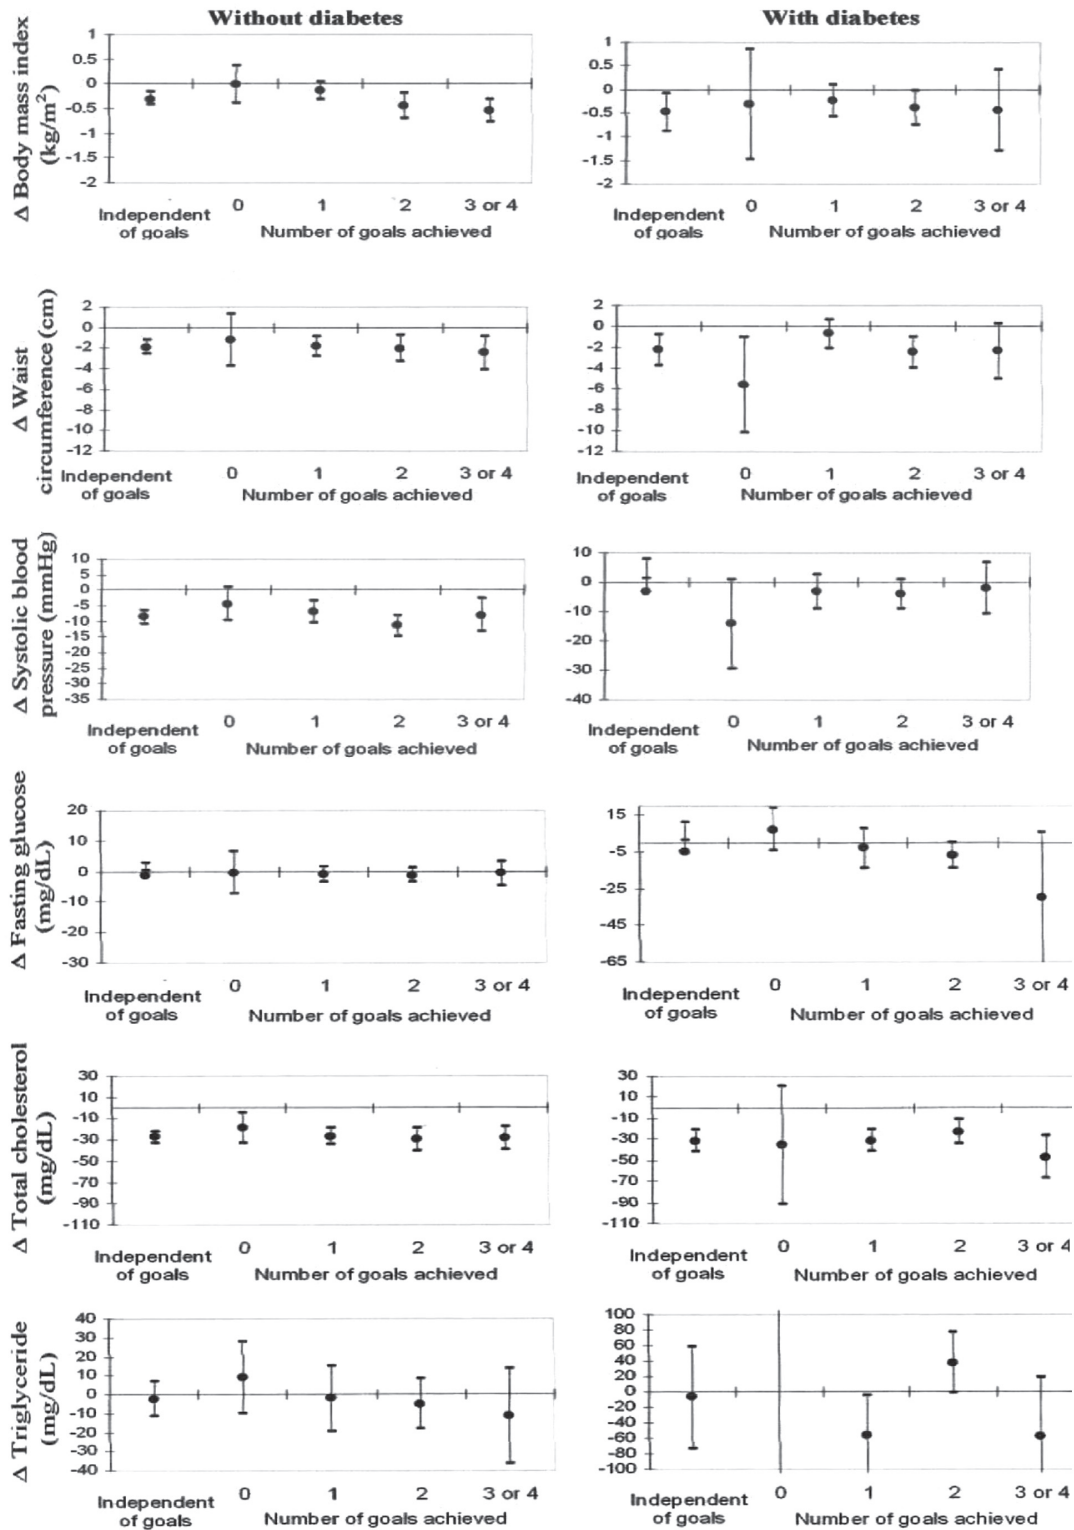 Without diabetes
With diabetes
Δ Body mass index
(kg/m²)
1
0.5
0
-0.5
-1
-1.5
-2
Independent
of goals
0
1
2
3 or 4
Number of goals achieved
1
0.5
0
-0.5
-1
-1.5
-2
Independent
of goals
0
1
2
3 or 4
Number of goals achieved
Δ Waist
circumference (cm)
2
0
-2
-4
-6
-8
-10
-12
Independent
of goals
0
1
2
3 or 4
Number of goals achieved
2
0
-2
-4
-6
-8
-10
-12
Independent
of goals
0
1
2
3 or 4
Number of goals achieved
Δ Systolic blood
pressure (mmHg)
10
5
0
-5
-10
-15
-20
-25
-30
-35
Independent
of goals
0
1
2
3 or 4
Number of goals achieved
10
0
-10
-20
-30
-40
Independent
of goals
0
1
2
3 or 4
Number of goals achieved
Δ Fasting glucose
(mg/dL)
20
10
0
-10
-20
-30
Independent
of goals
0
1
2
3 or 4
Number of goals achieved
15
-5
-25
-45
-65
Independent
of goals
0
1
2
3 or 4
Number of goals achieved
Δ Total cholesterol
(mg/dL)
30
10
-10
-30
-50
-70
-90
-110
Independent
of goals
0
1
2
3 or 4
Number of goals achieved
30
10
-10
-30
-50
-70
-90
-110
Independent
of goals
0
1
2
3 or 4
Number of goals achieved
Δ Triglyceride
(mg/dL)
40
30
20
10
0
-10
-20
-30
-40
Independent
of goals
0
1
2
3 or 4
Number of goals achieved
100
80
60
40
20
0
-20
-40
-60
-80
-100
Independent
of goals
0
1
2
3 or 4
Number of goals achieved